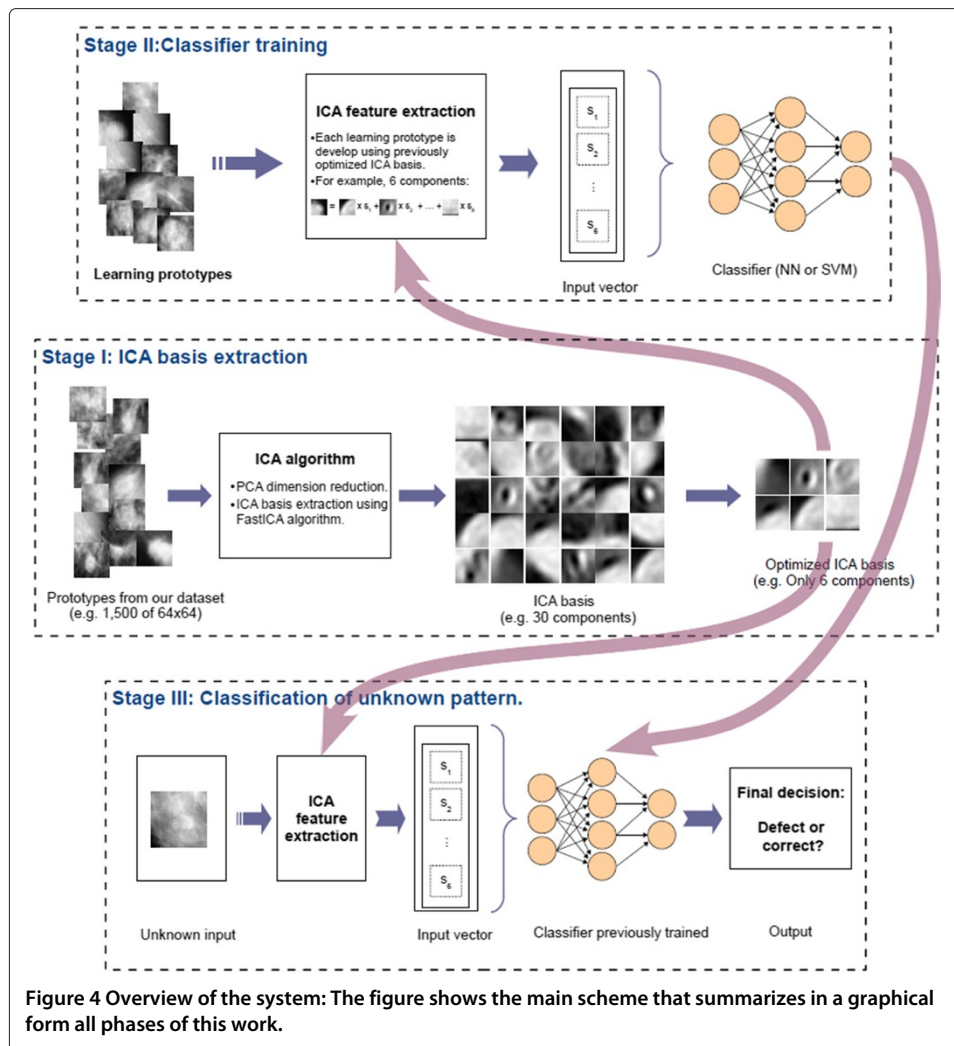 Stage II:Classifier training
ICA feature extraction
•Each learning prototype is
develop using previously
optimized ICA basis.
•For example, 6 components:
= x s₁ + x s₂ + ... + x s₆
Learning prototypes
S₁
S₂
⋮
S₆
Input vector
Classifier (NN or SVM)
Stage I: ICA basis extraction
ICA algorithm
•PCA dimension reduction.
•ICA basis extraction using
FastICA algorithm.
Prototypes from our dataset
(e.g. 1,500 of 64x64)
ICA basis
(e.g. 30 components)
Optimized ICA basis
(e.g. Only 6 components)
Stage III: Classification of unknown pattern.
Unknown input
ICA
feature
extraction
S₁
S₂
⋮
S₆
Input vector
Classifier previously trained
Final decision:
Defect or
correct?
Output
Figure 4 Overview of the system: The figure shows the main scheme that summarizes in a graphical
form all phases of this work.